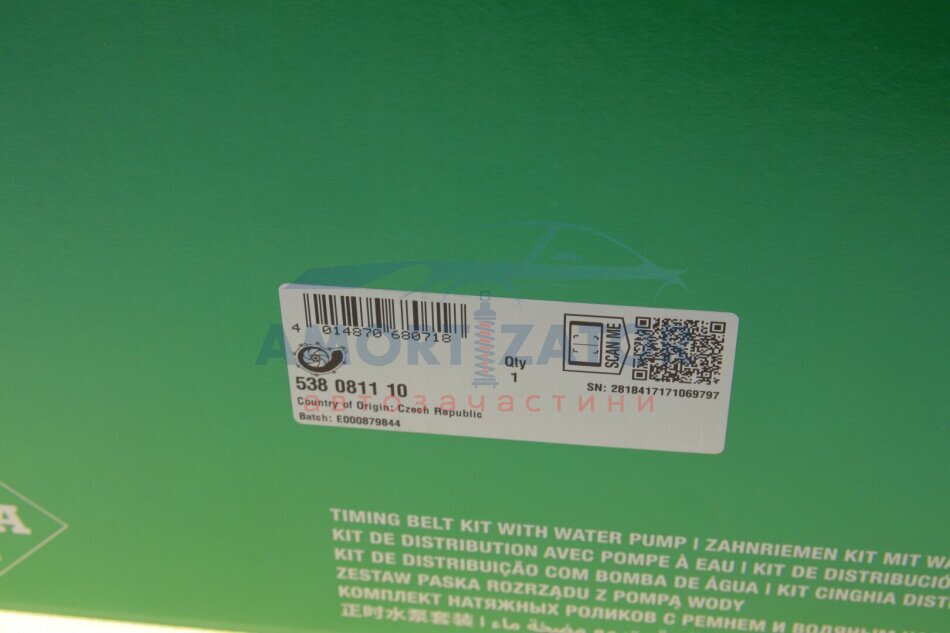 4 014870 680718
538 0811 10
Country of Origin: Czech Republic
Batch: E000879844
Qty
1
SCAN ME
SN: 2818417171069797
AMORTIZATOR
автозачастини
A
TIMING BELT KIT WITH WATER PUMP | ZAHNRIEMEN KIT MIT WA
KIT DE DISTRIBUTION AVEC POMPE À EAU | KIT DE DISTRIBUCIÓ
KIT DE DISTRIBUIÇÃO COM BOMBA DE ÁGUA | KIT CINGHIA DIST
ZESTAW PASKA ROZRZĄDU Z POMPĄ WODY
КОМПЛЕКТ НАТЯЖНЫХ РОЛИКОВ С РЕМНЕМ И ВОДЯНЫМ
正时水泵套装 |